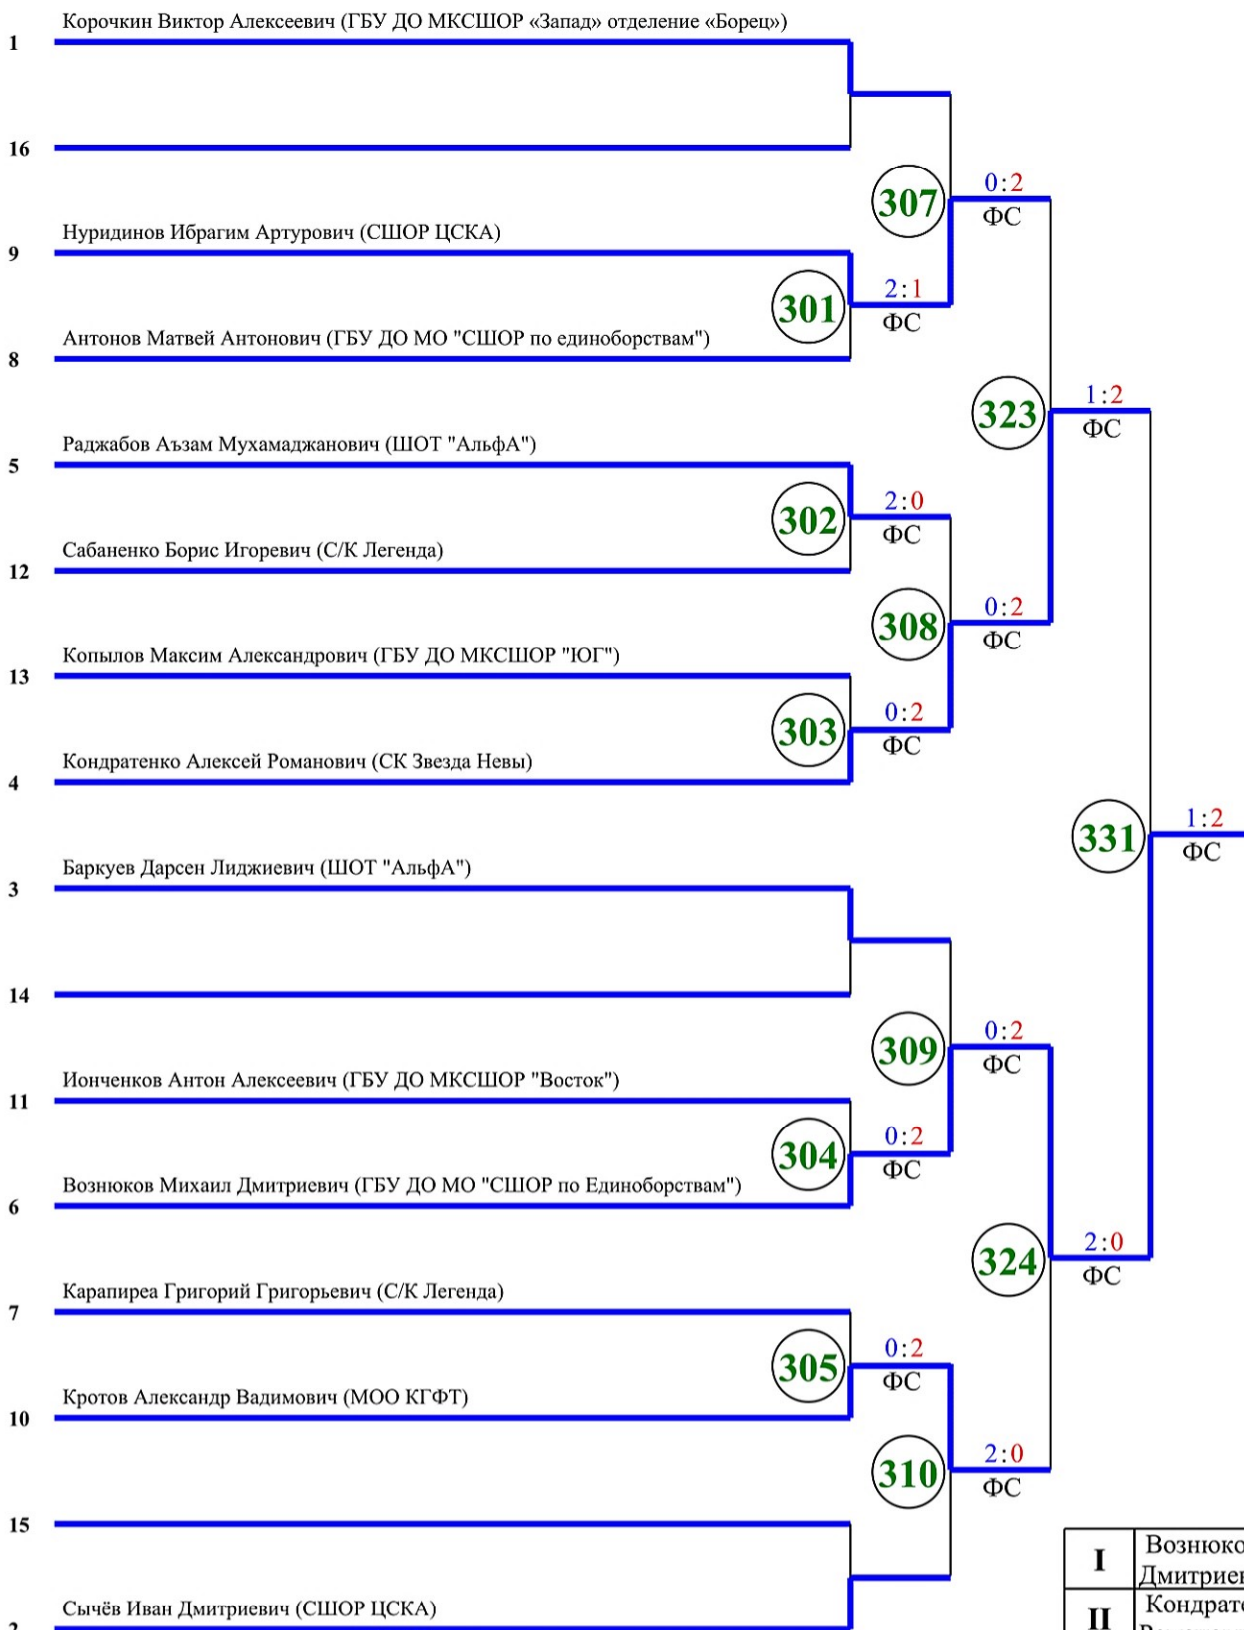 Корочкин Виктор Алексеевич (ГБУ ДО МКСШОР «Запад» отделение «Борец»)
1
16
307
0:2
ФС
Нуридинов Ибрагим Артурович (СШОР ЦСКА)
9
301
2:1
ФС
Антонов Матвей Антонович (ГБУ ДО МО "СШОР по единоборствам")
8
323
1:2
ФС
Раджабов Аъзам Мухамаджанович (ШОТ "АльфА")
5
302
2:0
ФС
Сабаненко Борис Игоревич (С/К Легенда)
12
308
0:2
ФС
Копылов Максим Александрович (ГБУ ДО МКСШОР "ЮГ")
13
303
0:2
ФС
Кондратенко Алексей Романович (СК Звезда Невы)
4
331
1:2
ФС
Баркуев Дарсен Лиджиевич (ШОТ "АльфА")
3
14
309
0:2
ФС
Ионченков Антон Алексеевич (ГБУ ДО МКСШОР "Восток")
11
304
0:2
ФС
Вознюков Михаил Дмитриевич (ГБУ ДО МО "СШОР по Единоборствам")
6
324
2:0
ФС
Карапиреа Григорий Григорьевич (С/К Легенда)
7
305
0:2
ФС
Кротов Александр Вадимович (МОО КГФТ)
10
310
2:0
ФС
15
I
Вознюко
Дмитриев
Сычёв Иван Дмитриевич (СШОР ЦСКА)
2
II
Кондрате